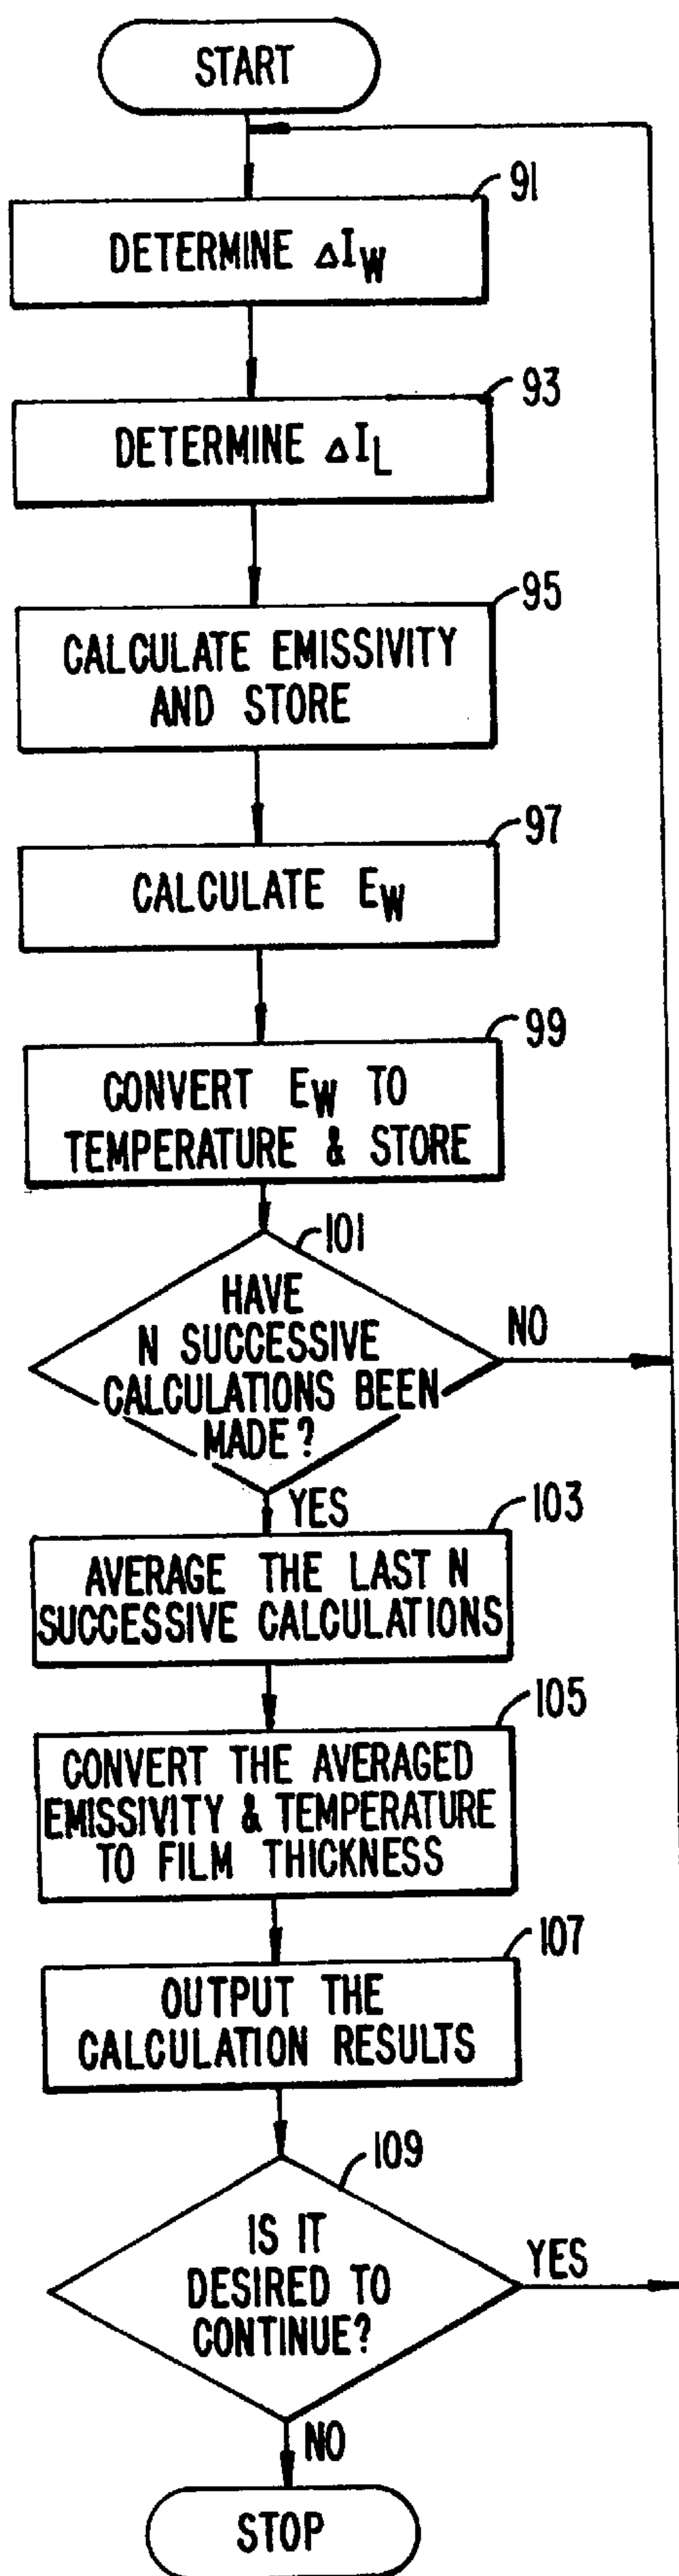 START
91
DETERMINE ΔIW
93
DETERMINE ΔIL
95
CALCULATE EMISSIVITY
AND STORE
97
CALCULATE EW
99
CONVERT EW TO
TEMPERATURE & STORE
101
HAVE
N SUCCESSIVE
CALCULATIONS BEEN
MADE?
NO
YES
103
AVERAGE THE LAST N
SUCCESSIVE CALCULATIONS
105
CONVERT THE AVERAGED
EMISSIVITY & TEMPERATURE
TO FILM THICKNESS
107
OUTPUT THE
CALCULATION RESULTS
109
IS IT
DESIRED TO
CONTINUE?
YES
NO
STOP